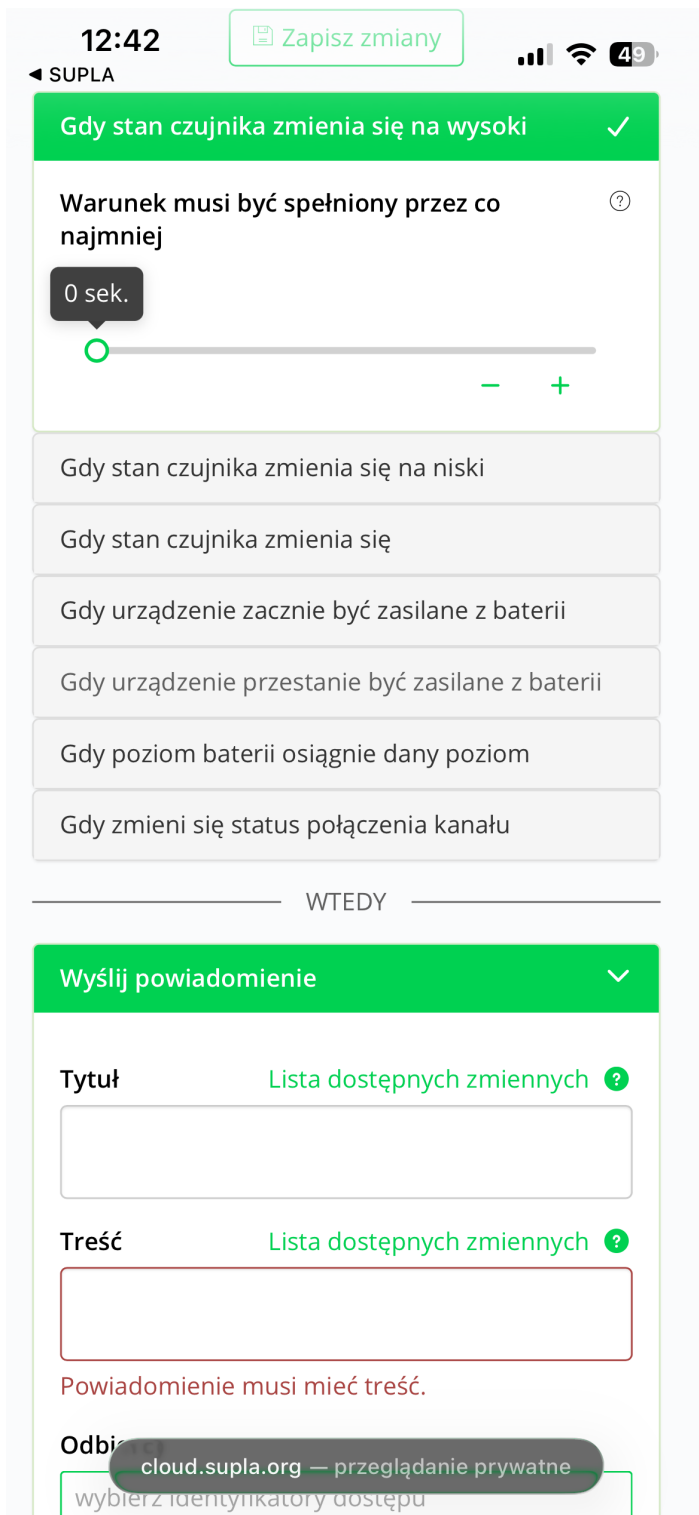 12:42
Zapisz zmiany
49
◀ SUPLA
Gdy stan czujnika zmienia się na wysoki
Warunek musi być spełniony przez co
najmniej
0 sek.
− +
Gdy stan czujnika zmienia się na niski
Gdy stan czujnika zmienia się
Gdy urządzenie zacznie być zasilane z baterii
Gdy urządzenie przestanie być zasilane z baterii
Gdy poziom baterii osiągnie dany poziom
Gdy zmieni się status połączenia kanału
WTEDY
Wyślij powiadomienie
Tytuł Lista dostępnych zmiennych ?
Treść Lista dostępnych zmiennych ?
Powiadomienie musi mieć treść.
cloud.supla.org — przeglądanie prywatne
wybierz identyfikatory dostępu